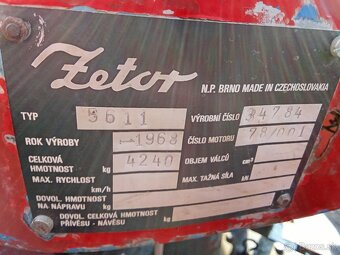 Zetor
N.P. BRNO MADE IN CZECHOSLOVAKIA
TYP 5611 VÝROBNÍ ČÍSLO 34784
ROK VÝROBY 1968 ČÍSLO MOTORU 78/001
CELKOVÁ HMOTNOST kg 4240 OBJEM VÁLCŮ cm³
MAX. RYCHLOST km/h MAX. TAŽNÁ SÍLA kN
DOVOL. HMOTNOST NA NÁPRAVU kg
DOVOL. CELKOVÁ HMOTNOST PŘÍVĚSU - NÁVĚSU kg